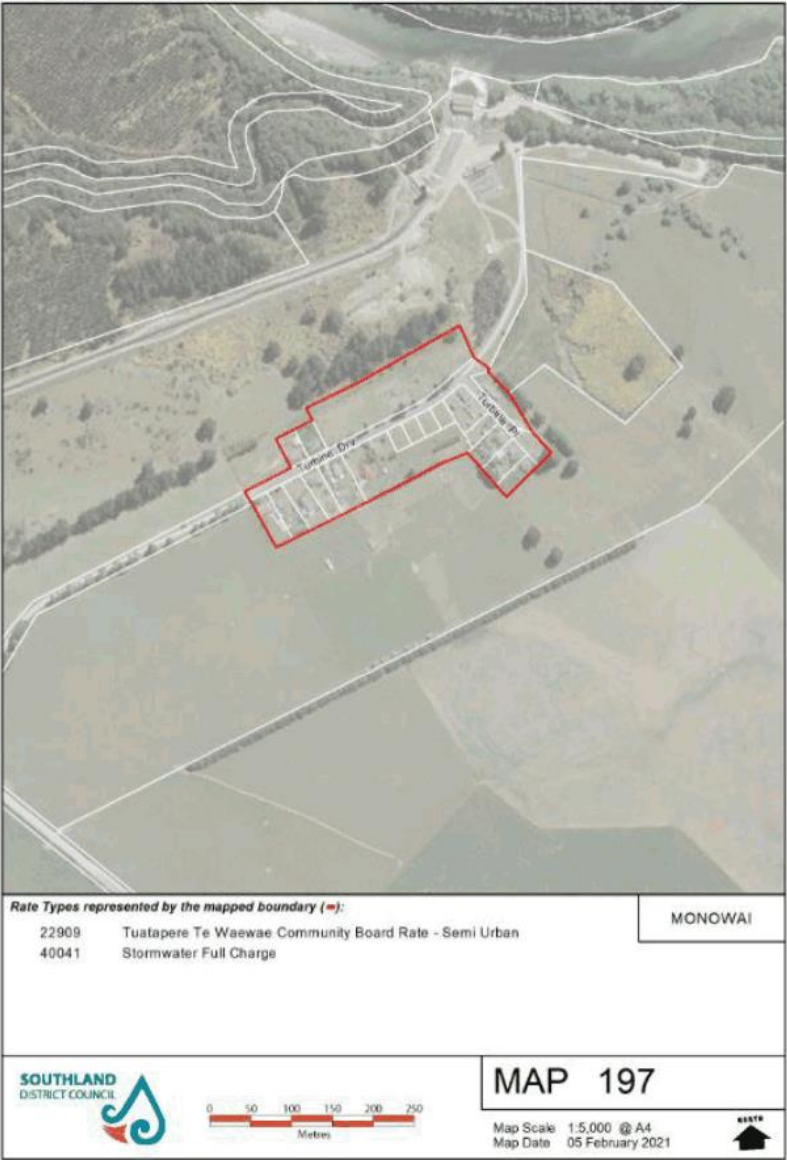 Turbine Drv
Turbine Pl
Rate Types represented by the mapped boundary ( ):
MONOWAI
22909 Tuatapere Te Waewae Community Board Rate - Semi Urban
40041 Stormwater Full Charge
SOUTHLAND
DISTRICT COUNCIL
0 50 100 150 200 250
Metres
MAP 197
Map Scale 1:5,000 @ A4
Map Date 05 February 2021
NORTH